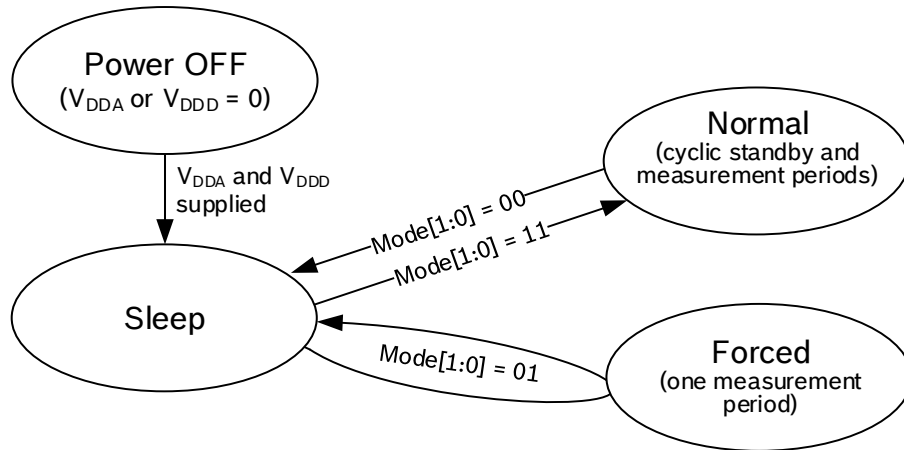 Power OFF
(VDDA or VDDD = 0)
VDDA and VDDD
supplied
Normal
(cyclic standby and
measurement periods)
Mode[1:0] = 00
Mode[1:0] = 11
Sleep
Mode[1:0] = 01
Forced
(one measurement
period)